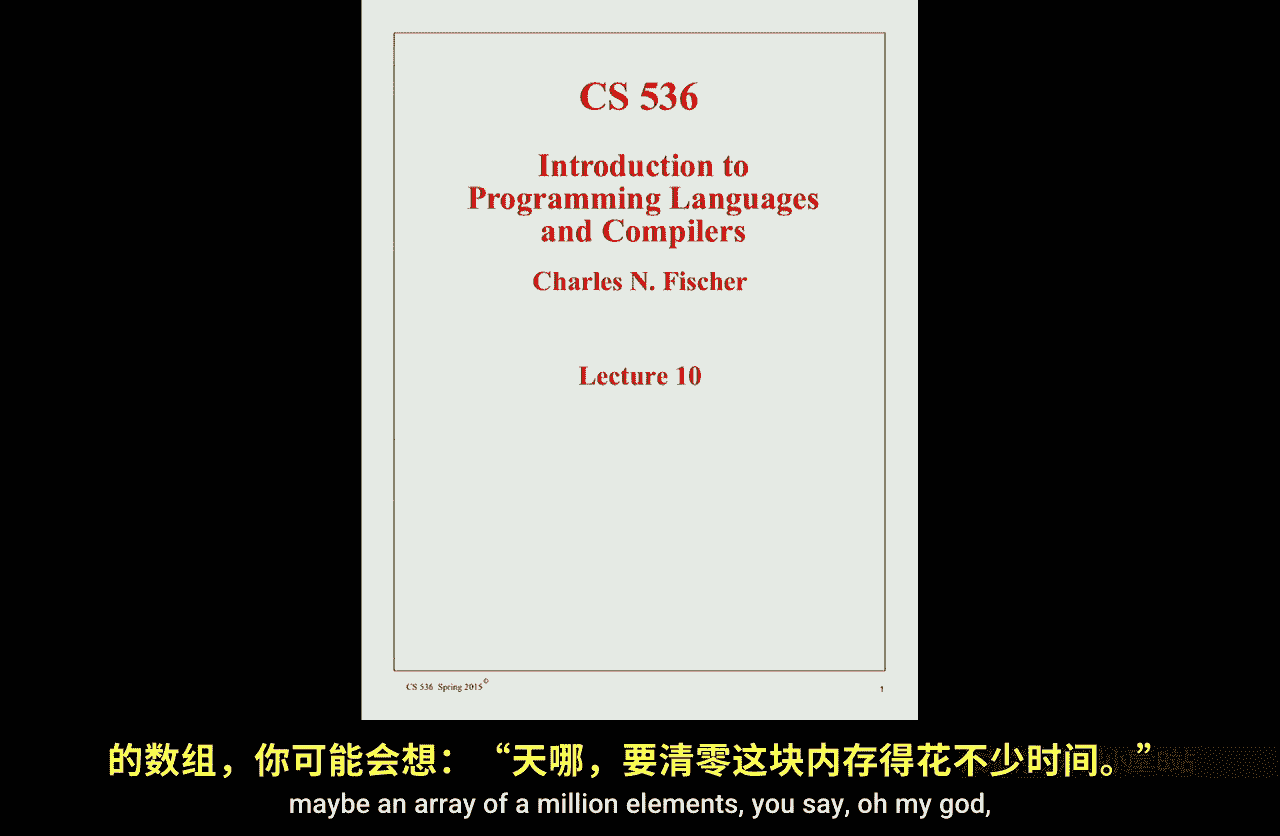 CS 536
Introduction to
Programming Languages
and Compilers
Charles N. Fischer
Lecture 10
CS 536 Spring 2015©
1
的数组，你可能会想：“天哪，要清零这块内存得花不少时间。”
maybe an array of a million elements, you say, oh my god,